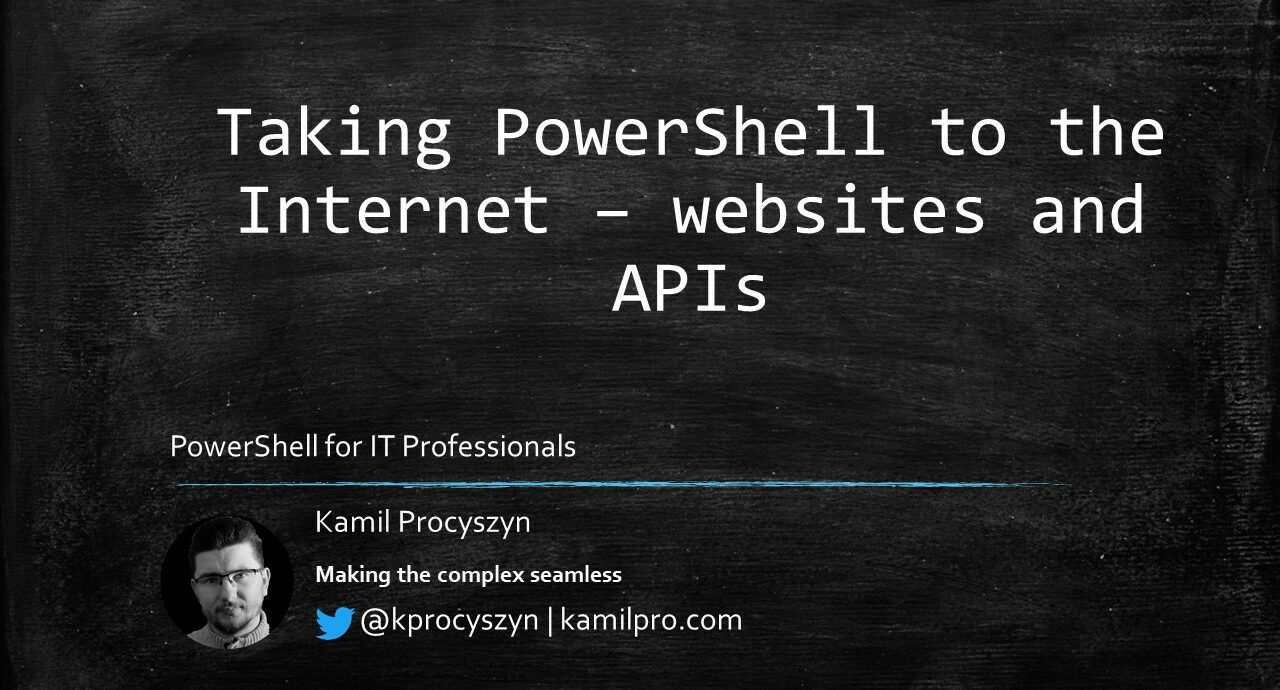 Taking PowerShell to the
Internet – websites and
APIs
PowerShell for IT Professionals
Kamil Procyszyn
Making the complex seamless
@kprocyszyn | kamilpro.com